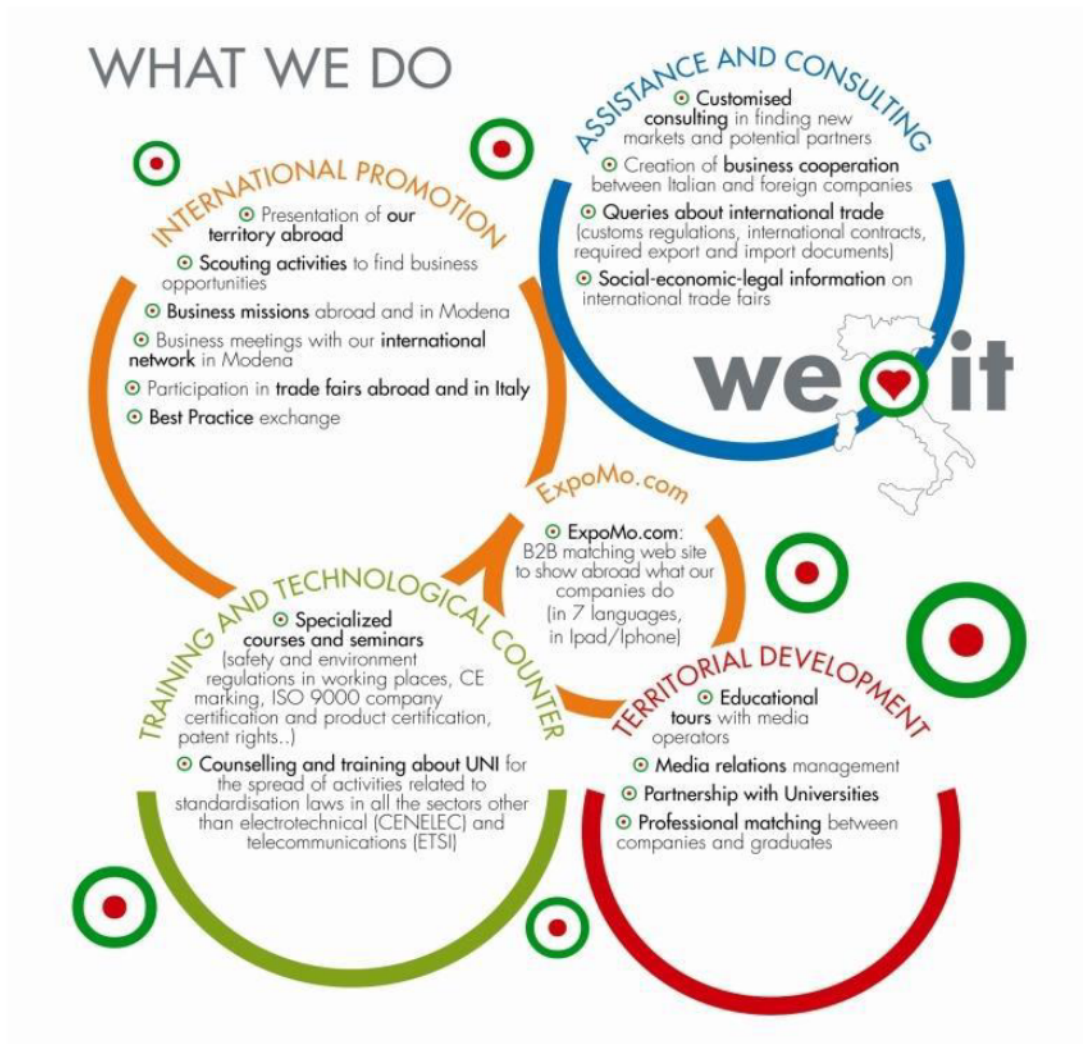 WHAT WE DO
INTERNATIONAL PROMOTION
Presentation of our
territory abroad
Scouting activities to find business
opportunities
Business missions abroad and in Modena
Business meetings with our international
network in Modena
Participation in trade fairs abroad and in Italy
Best Practice exchange
ASSISTANCE AND CONSULTING
Customised
consulting in finding new
markets and potential partners
Creation of business cooperation
between Italian and foreign companies
Queries about international trade
(customs regulations, international contracts,
required export and import documents)
Social-economic-legal information on
international trade fairs
we it
ExpoMo.com
ExpoMo.com:
B2B matching web site
to show abroad what our
companies do
(in 7 languages,
in Ipad/Iphone)
TRAINING AND TECHNOLOGICAL COUNTER
Specialized
courses and seminars
(safety and environment
regulations in working places, CE
marking, ISO 9000 company
certification and product certification,
patent rights..)
Counselling and training about UNI for
the spread of activities related to
standardisation laws in all the sectors other
than electrotechnical (CENELEC) and
telecommunications (ETSI)
TERRITORIAL DEVELOPMENT
Educational
tours with media
operators
Media relations management
Partnership with Universities
Professional matching between
companies and graduates